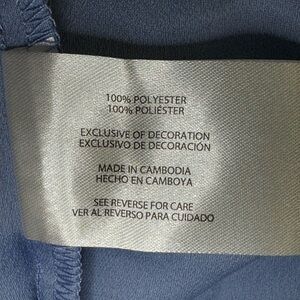 100% POLYESTER
100% POLIÉSTER
EXCLUSIVE OF DECORATION
EXCLUSIVO DE DECORACIÓN
MADE IN CAMBODIA
HECHO EN CAMBOYA
SEE REVERSE FOR CARE
VER AL REVERSO PARA CUIDADO